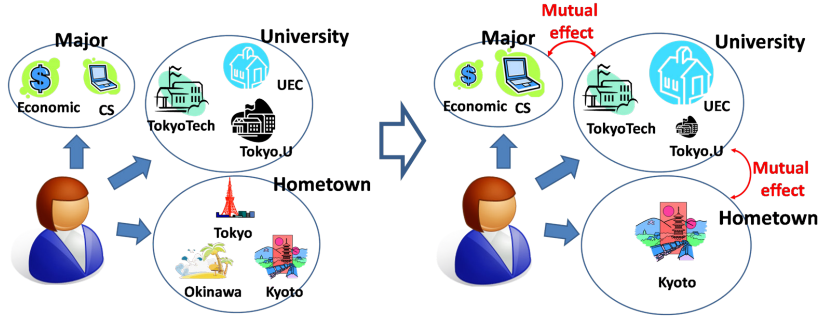 Major
Economic
CS
University
UEC
TokyoTech
Tokyo.U
Hometown
Tokyo
Okinawa
Kyoto
Mutual
effect
Major
Economic
CS
University
UEC
TokyoTech
Tokyo.U
Mutual
effect
Hometown
Kyoto